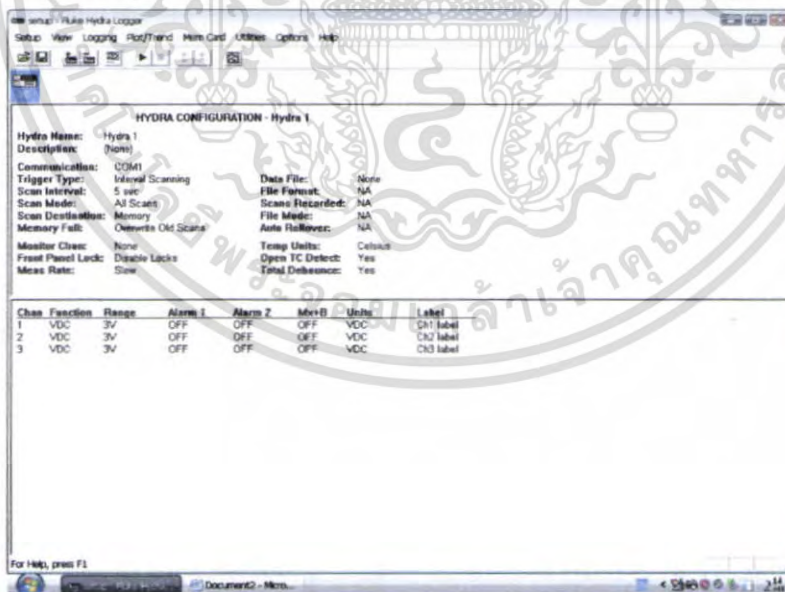 setup - Fluke Hydra Logger
Setup View Logging Plot/Trend Mem Card Utilities Options Help
HYDRA CONFIGURATION - Hydra 1
Hydra Name: Hydra 1
Description: (None)
Communication: COM1
Trigger Type: Interval Scanning Data File: None
Scan Interval: 5 sec File Format: NA
Scan Mode: All Scans Scans Recorded: NA
Scan Destination: Memory File Mode: NA
Memory Full: Overwrite Old Scans Auto Rollover: NA
Monitor Chan: None Temp Units: Celsius
Front Panel Lock: Disable Locks Open TC Detect: Yes
Meas Rate: Slow Total Debounce: Yes
Chan Function Range Alarm 1 Alarm 2 Mx+B Units Label
1 VDC 3V OFF OFF OFF VDC Ch1 label
2 VDC 3V OFF OFF OFF VDC Ch2 label
3 VDC 3V OFF OFF OFF VDC Ch3 label
For Help, press F1
Document2 - Micro...